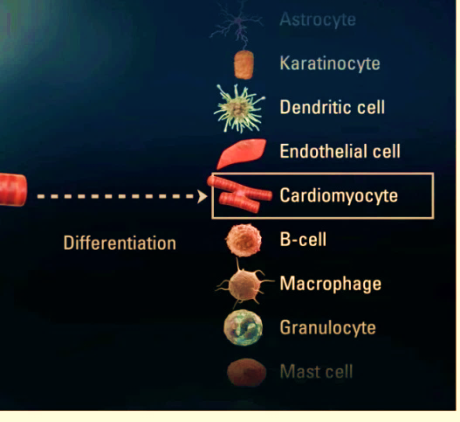 Astrocyte
Karatinocyte
Dendritic cell
Endothelial cell
Cardiomyocyte
Differentiation
B-cell
Macrophage
Granulocyte
Mast cell